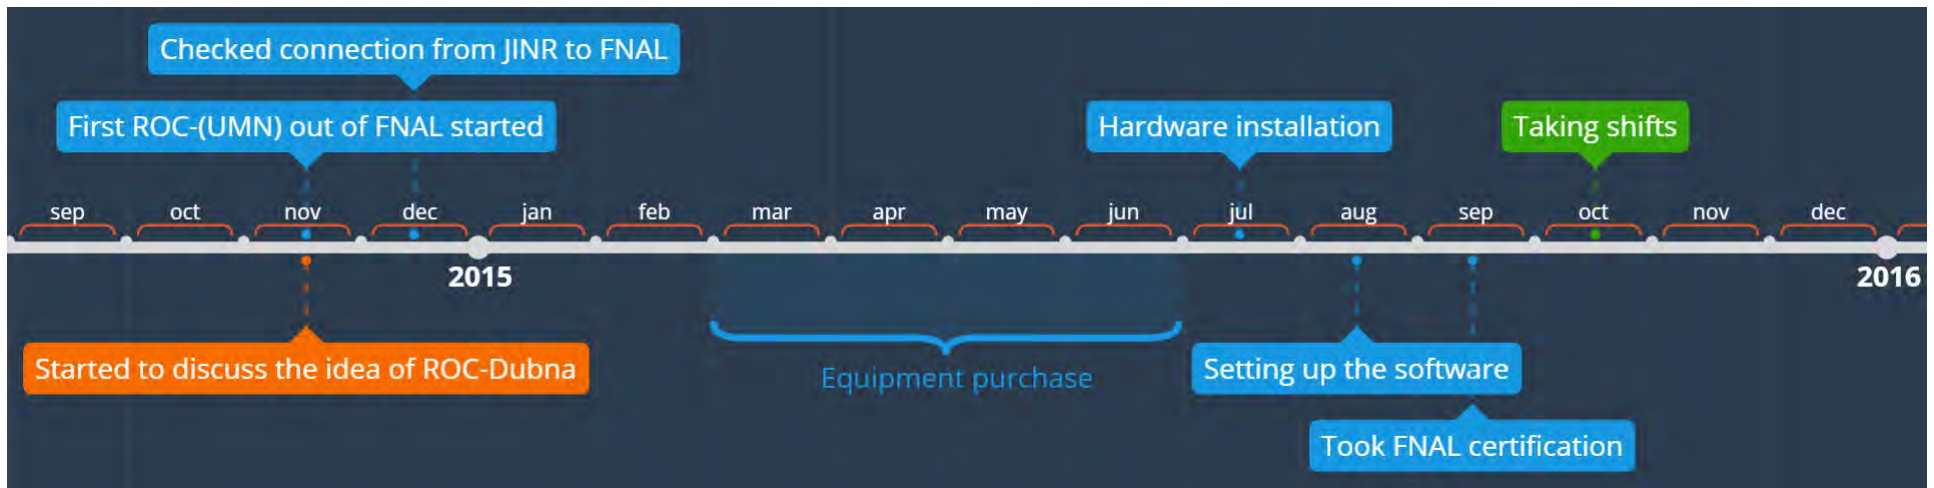 Checked connection from JINR to FNAL
First ROC-(UMN) out of FNAL started
Hardware installation
Taking shifts
sep oct nov dec jan feb mar apr may jun jul aug sep oct nov dec
2015
2016
Started to discuss the idea of ROC-Dubna
Equipment purchase
Setting up the software
Took FNAL certification